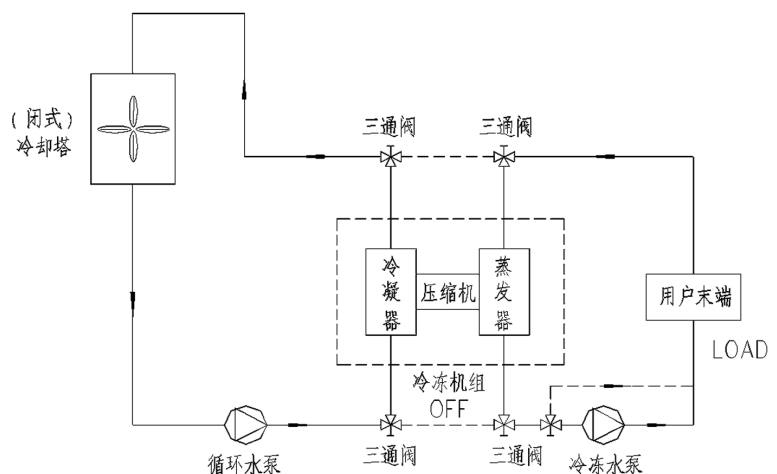 (闭式)
冷却塔
三通阀
三通阀
冷凝器
压缩机
蒸发器
用户末端
LOAD
冷冻机组
OFF
循环水泵
三通阀
三通阀
冷冻水泵